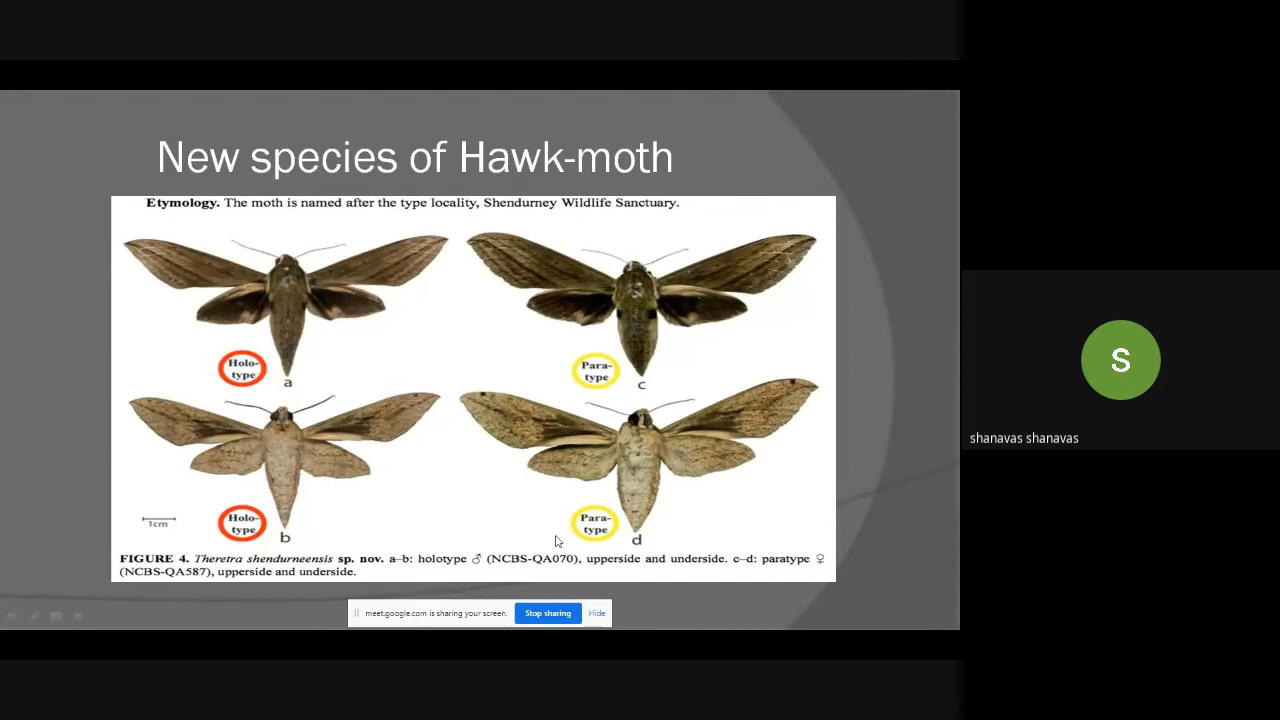 New species of Hawk-moth
Etymology. The moth is named after the type locality, Shendurney Wildlife Sanctuary.
Holo-
type
a
Para-
type
c
Holo-
type
b
Para-
type
d
1cm
FIGURE 4. Theretra shendurneensis sp. nov. a–b: holotype ♂ (NCBS-QA070), upperside and underside. c–d: paratype ♀
(NCBS-QA587), upperside and underside.
meet.google.com is sharing your screen.
Stop sharing
Hide
S
shanavas shanavas